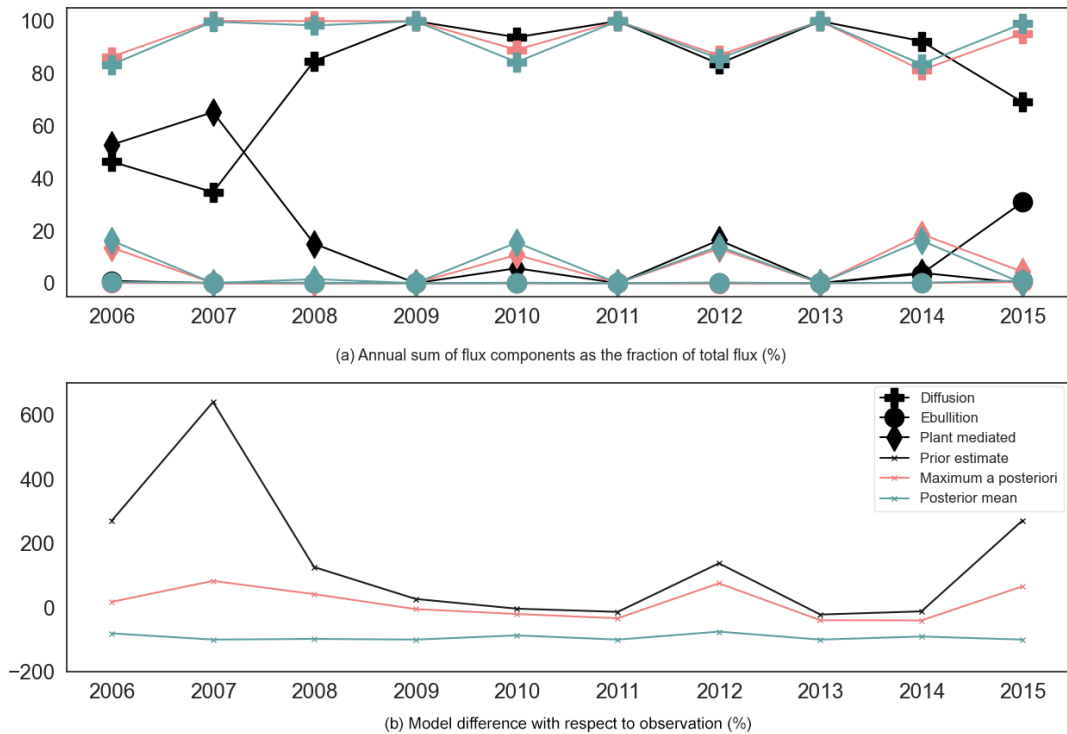 100
80
60
40
20
0
2006 2007 2008 2009 2010 2011 2012 2013 2014 2015
(a) Annual sum of flux components as the fraction of total flux (%)
600
400
200
0
−200
Diffusion
Ebullition
Plant mediated
Prior estimate
Maximum a posteriori
Posterior mean
2006 2007 2008 2009 2010 2011 2012 2013 2014 2015
(b) Model difference with respect to observation (%)